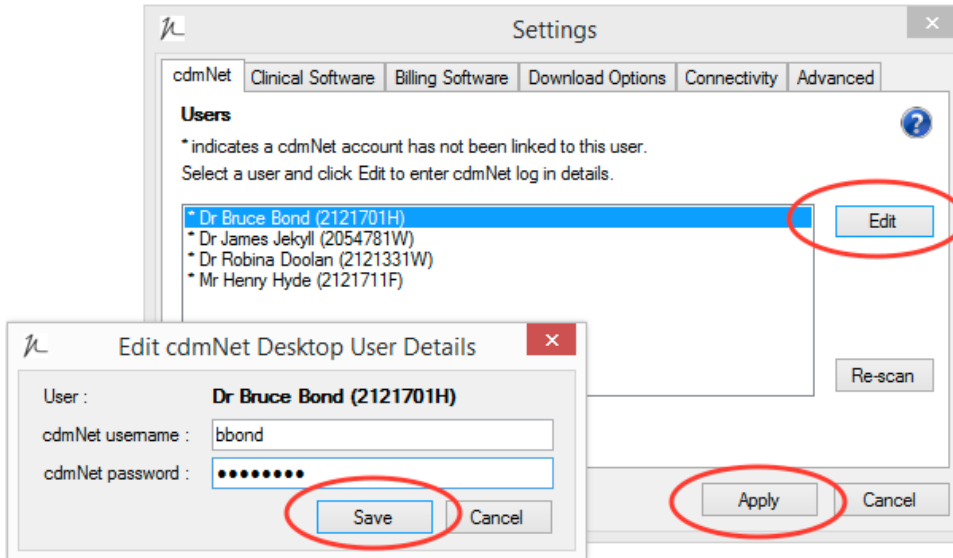 Settings
cdmNet Clinical Software Billing Software Download Options Connectivity Advanced
Users
* indicates a cdmNet account has not been linked to this user.
Select a user and click Edit to enter cdmNet log in details.
* Dr Bruce Bond (2121701H)
* Dr James Jekyll (2054781W)
* Dr Robina Doolan (2121331W)
* Mr Henry Hyde (2121711F)
Edit
Re-scan
Apply Cancel
Edit cdmNet Desktop User Details
User : Dr Bruce Bond (2121701H)
cdmNet username : bbond
cdmNet password : ••••••••
Save Cancel